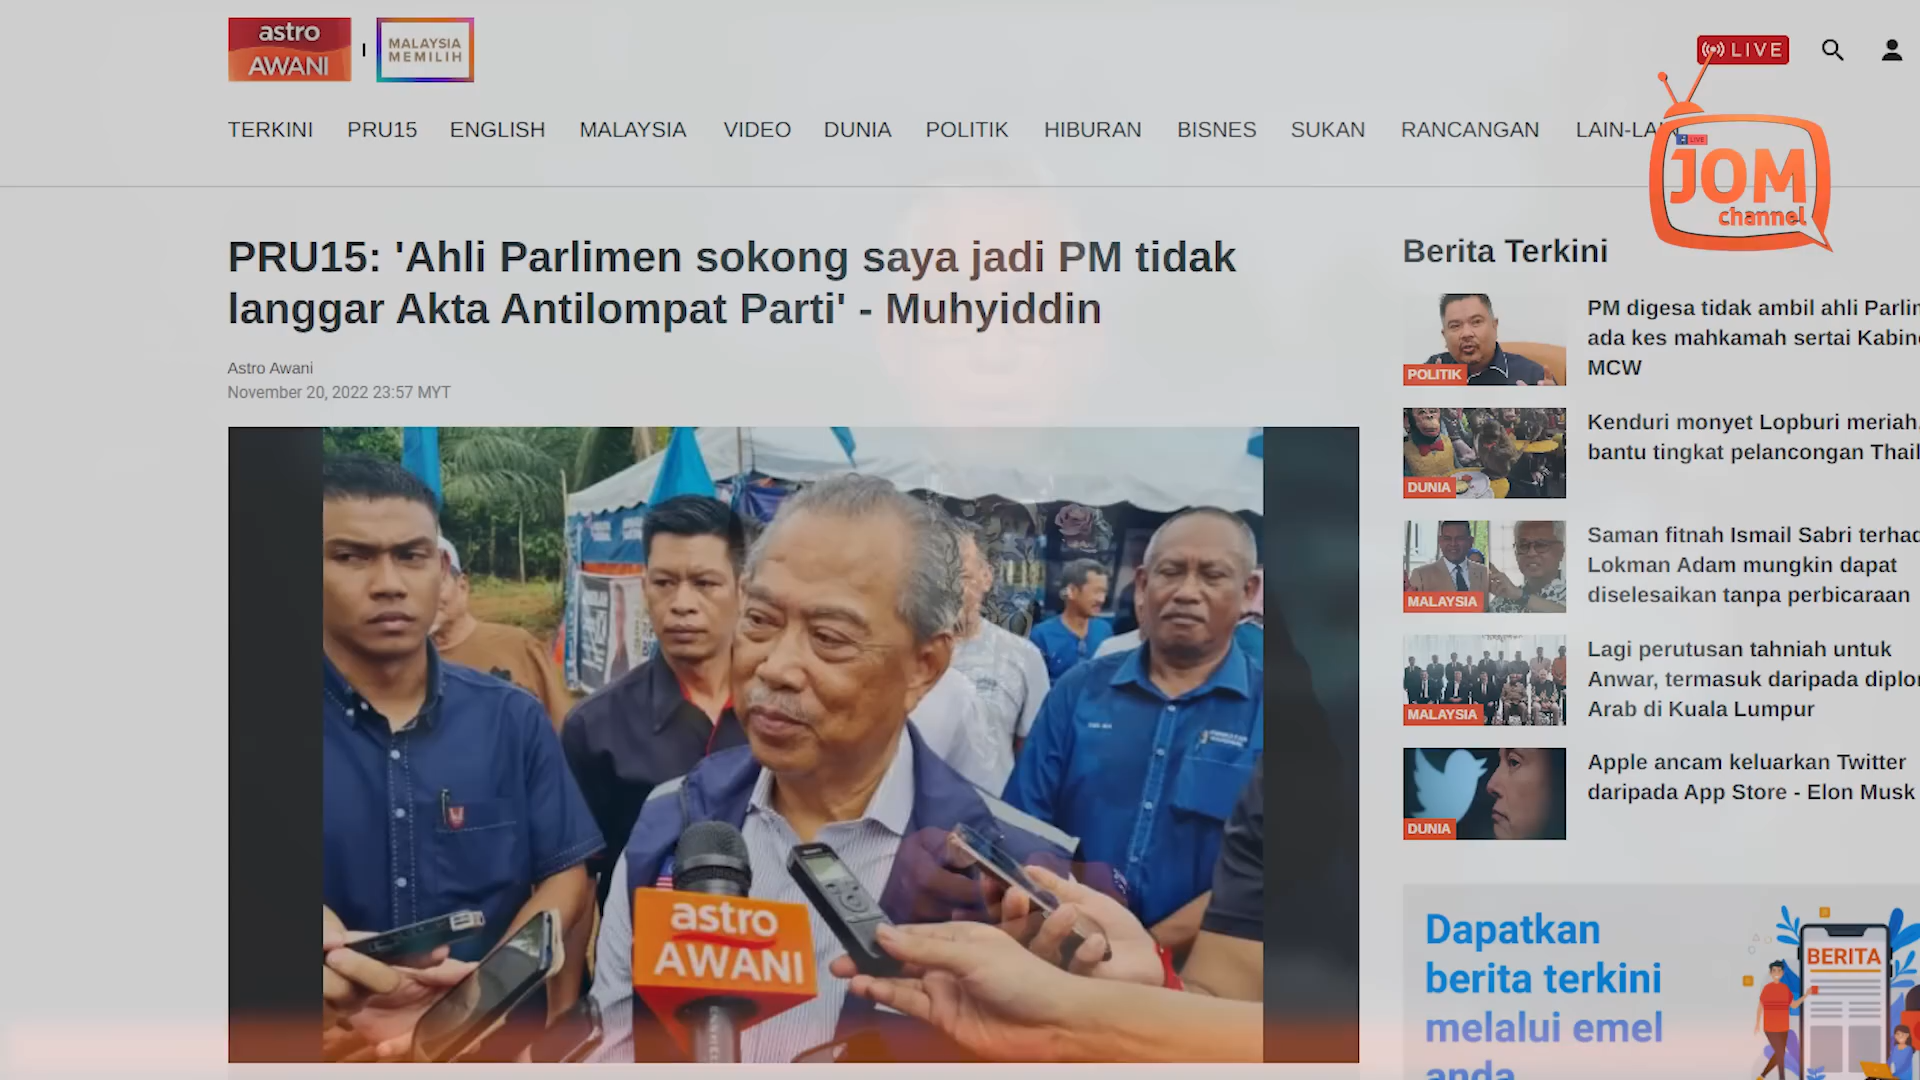 astro
AWANI
MALAYSIA
MEMILIH
LIVE
TERKINI PRU15 ENGLISH MALAYSIA VIDEO DUNIA POLITIK HIBURAN BISNES SUKAN RANCANGAN
LIVE
JOM
channel
PRU15: 'Ahli Parlimen sokong saya jadi PM tidak
langgar Akta Antilompat Parti' - Muhyiddin
Astro Awani
November 20, 2022 23:57 MYT
astro
AWANI
Berita Terkini
PM digesa tidak ambil ahli
ada kes mahkamah sertai
MCW
POLITIK
Kenduri monyet Lopburi meriah,
bantu tingkat pelancongan
DUNIA
Saman fitnah Ismail Sabri
Lokman Adam mungkin dapat
diselesaikan tanpa perbicaraan
MALAYSIA
Lagi perutusan tahniah untuk
Anwar, termasuk daripada
Arab di Kuala Lumpur
MALAYSIA
Apple ancam keluarkan Twitter
daripada App Store - Elon Musk
DUNIA
Dapatkan
berita terkini
melalui emel
anda
BERITA